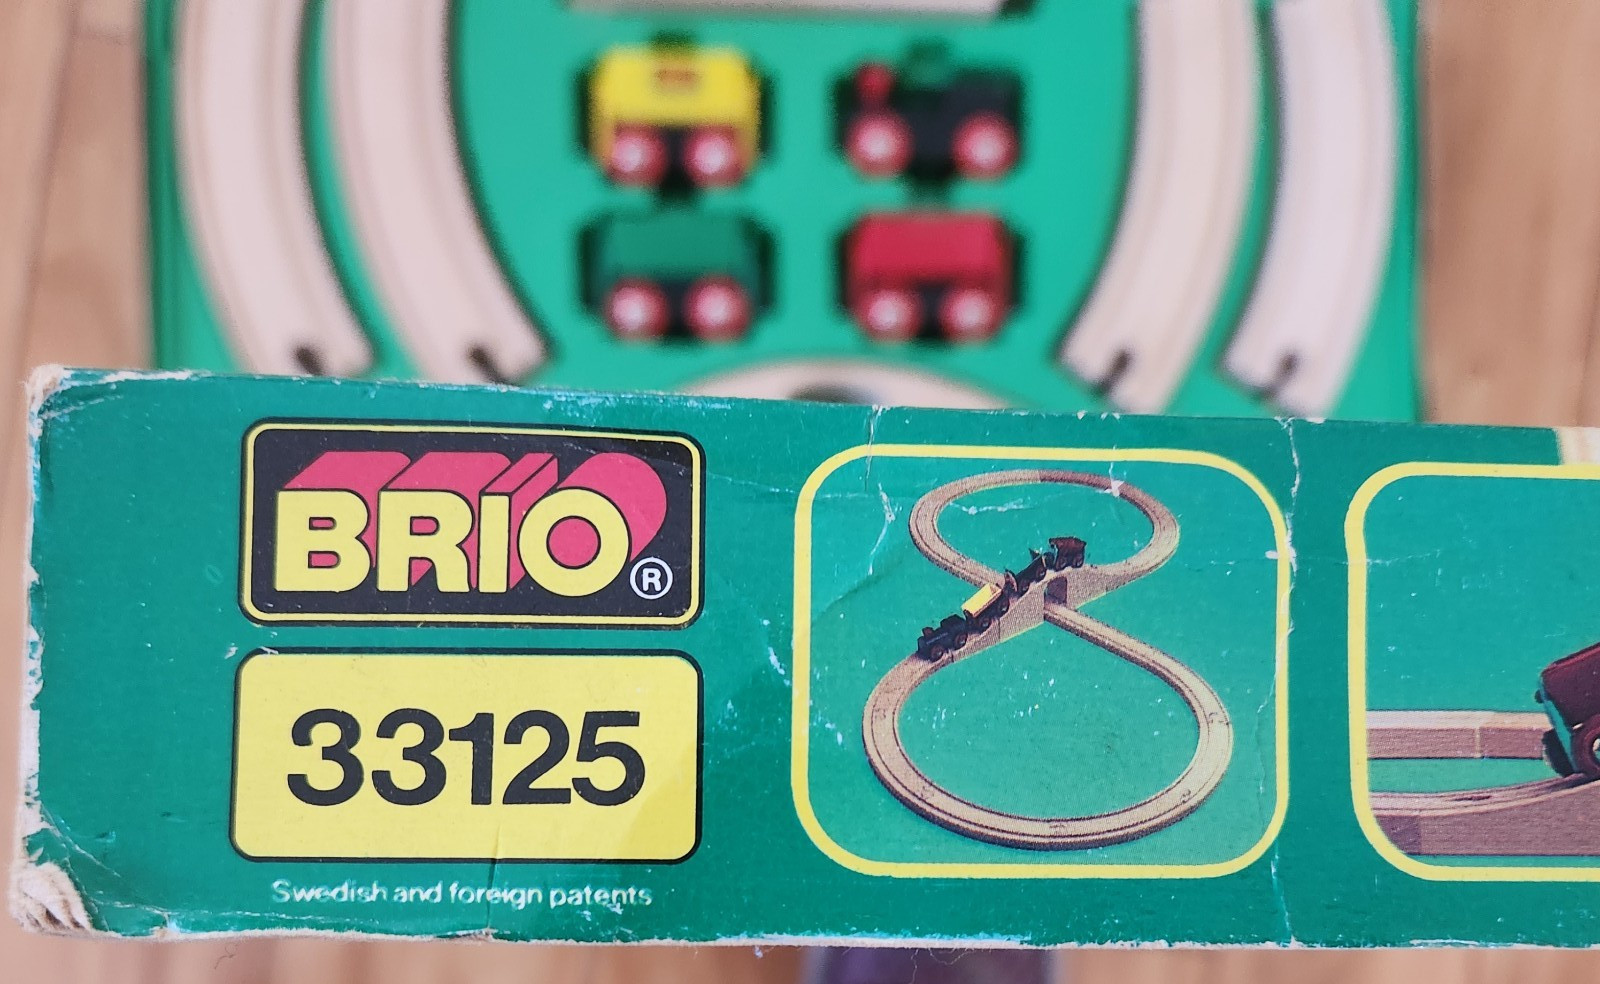 BRIO®
33125
Swedish and foreign patents